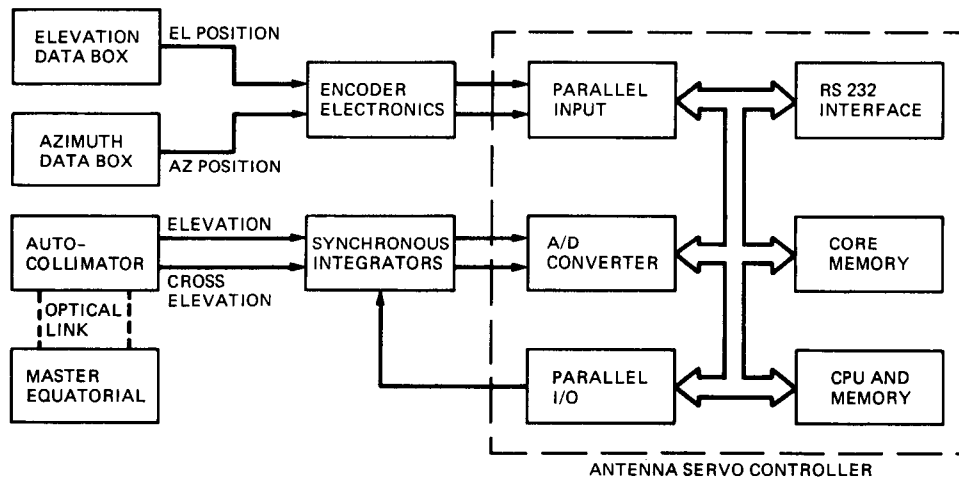 ELEVATION
DATA BOX
EL POSITION
AZIMUTH
DATA BOX
AZ POSITION
ENCODER
ELECTRONICS
PARALLEL
INPUT
RS 232
INTERFACE
AUTO-
COLLIMATOR
ELEVATION
CROSS
ELEVATION
SYNCHRONOUS
INTEGRATORS
A/D
CONVERTER
CORE
MEMORY
OPTICAL
LINK
MASTER
EQUATORIAL
PARALLEL
I/O
CPU AND
MEMORY
ANTENNA SERVO CONTROLLER